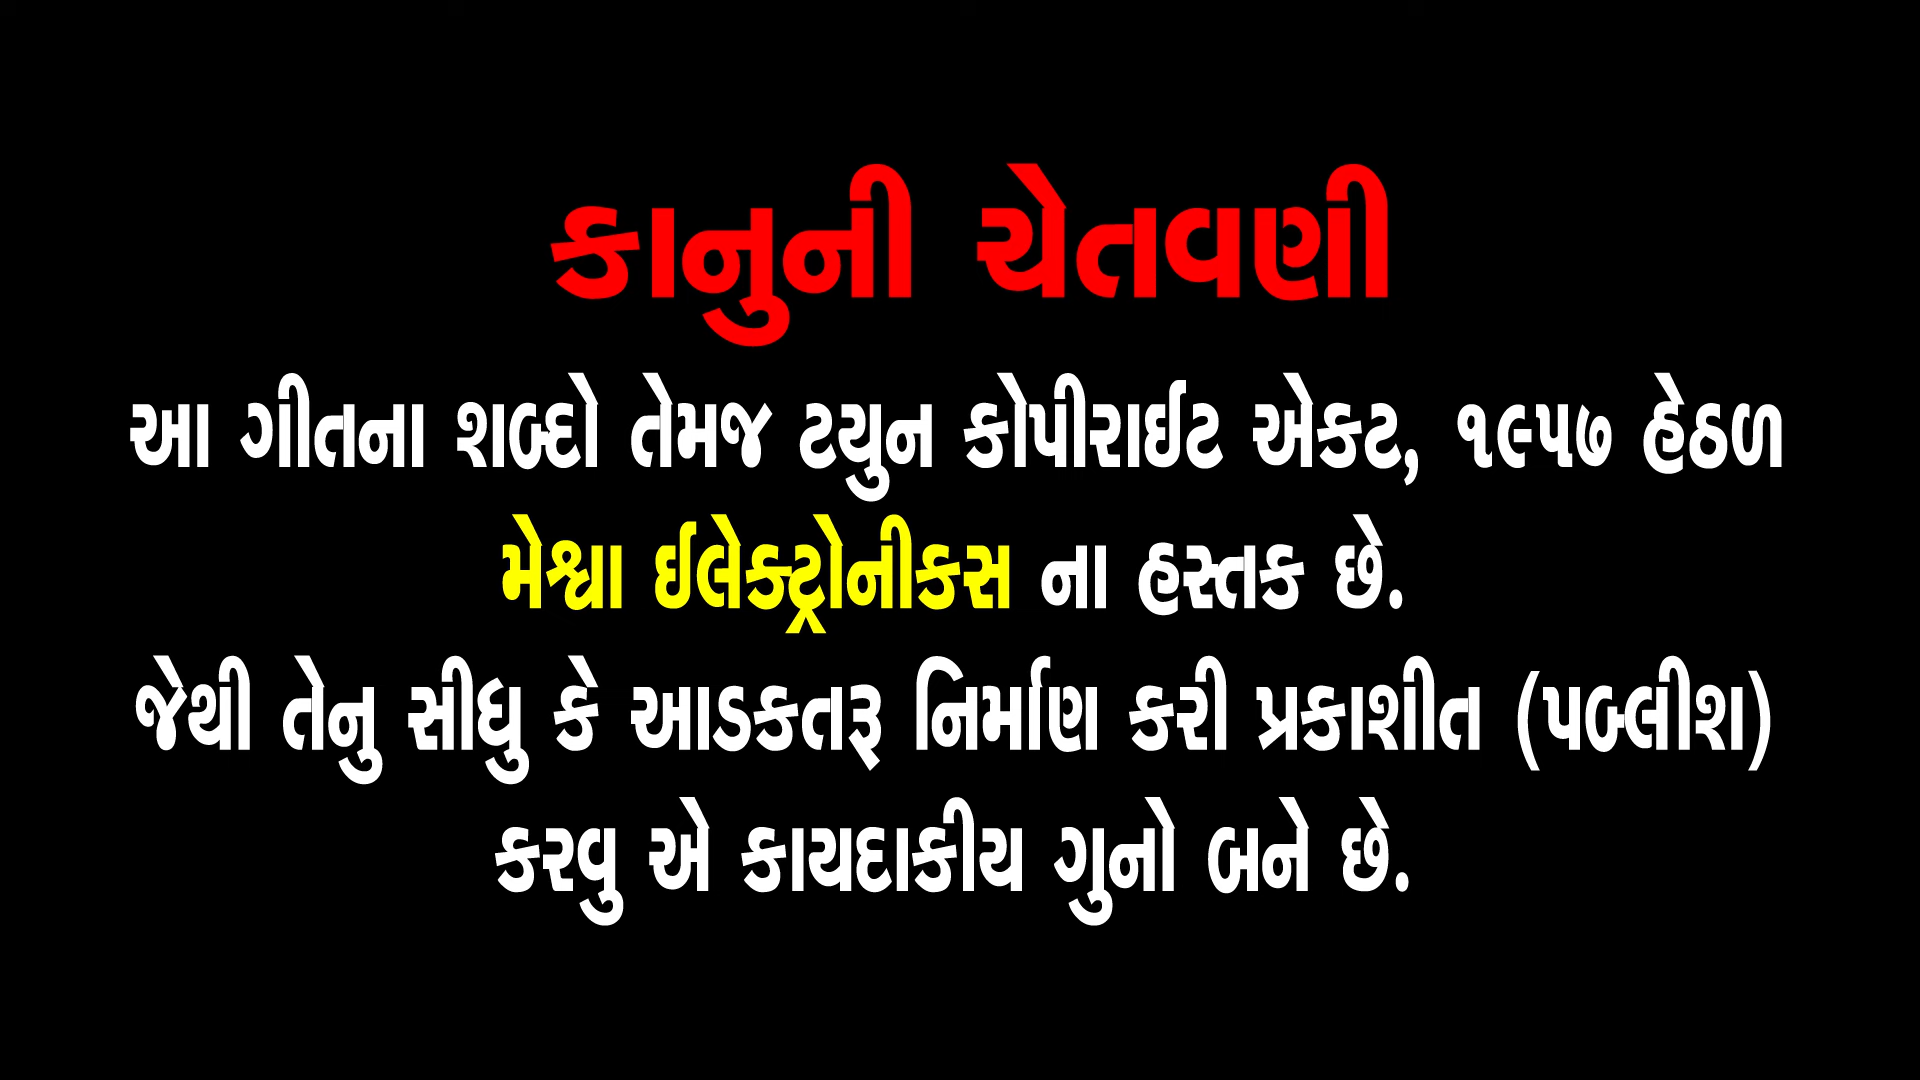 કાનુની ચેતવણી
આ ગીતના શબ્દો તેમજ ટયુન કોપીરાઈટ એકટ, ૧૯૫૭ હેઠળ
મેશ્વા ઈલેક્ટ્રોનીકસ ના હસ્તક છે.
જેથી તેનુ સીધુ કે આડકતરૂ નિર્માણ કરી પ્રકાશીત (પબ્લીશ)
કરવુ એ કાયદાકીય ગુનો બને છે.